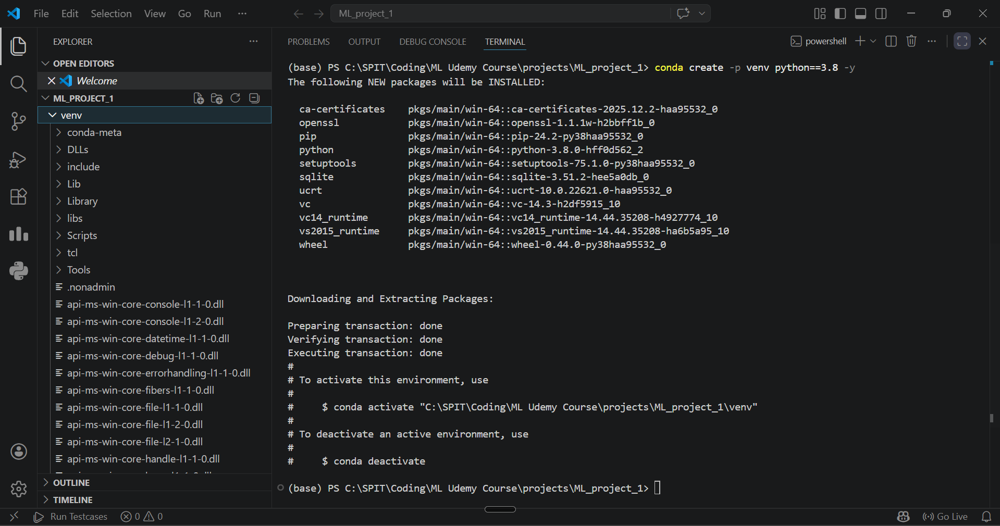 File Edit Selection View Go Run ···
ML_project_1
EXPLORER
OPEN EDITORS
Welcome
ML_PROJECT_1
venv
conda-meta
DLLs
include
Lib
Library
libs
Scripts
tcl
Tools
.nonadmin
api-ms-win-core-console-l1-1-0.dll
api-ms-win-core-console-l1-2-0.dll
api-ms-win-core-datetime-l1-1-0.dll
api-ms-win-core-debug-l1-1-0.dll
api-ms-win-core-errorhandling-l1-1-0.dll
api-ms-win-core-fibers-l1-1-0.dll
api-ms-win-core-file-l1-1-0.dll
api-ms-win-core-file-l1-2-0.dll
api-ms-win-core-file-l2-1-0.dll
api-ms-win-core-handle-l1-1-0.dll
OUTLINE
TIMELINE
PROBLEMS OUTPUT DEBUG CONSOLE TERMINAL
powershell
(base) PS C:\SPIT\Coding\ML Udemy Course\projects\ML_project_1> conda create -p venv python==3.8 -y
The following NEW packages will be INSTALLED:
ca-certificates pkgs/main/win-64::ca-certificates-2025.12.2-haa95532_0
openssl pkgs/main/win-64::openssl-1.1.1w-h2bbff1b_0
pip pkgs/main/win-64::pip-24.2-py38haa95532_0
python pkgs/main/win-64::python-3.8.0-hff0d562_2
setuptools pkgs/main/win-64::setuptools-75.1.0-py38haa95532_0
sqlite pkgs/main/win-64::sqlite-3.51.2-hee5a0db_0
ucrt pkgs/main/win-64::ucrt-10.0.22621.0-haa95532_0
vc pkgs/main/win-64::vc-14.3-h2df5915_10
vc14_runtime pkgs/main/win-64::vc14_runtime-14.44.35208-h4927774_10
vs2015_runtime pkgs/main/win-64::vs2015_runtime-14.44.35208-ha6b5a95_10
wheel pkgs/main/win-64::wheel-0.44.0-py38haa95532_0
Downloading and Extracting Packages:
Preparing transaction: done
Verifying transaction: done
Executing transaction: done
#
# To activate this environment, use
#
# $ conda activate "C:\SPIT\Coding\ML Udemy Course\projects\ML_project_1\venv"
#
# To deactivate an active environment, use
#
# $ conda deactivate
(base) PS C:\SPIT\Coding\ML Udemy Course\projects\ML_project_1>
Run Testcases 0 0
Go Live